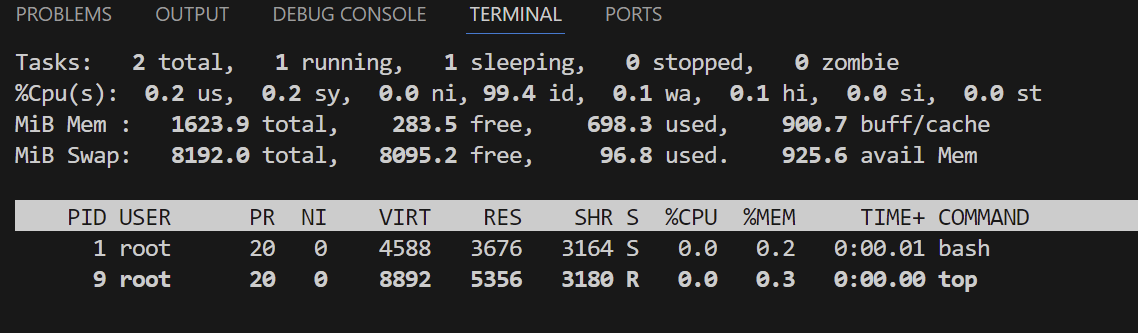 PROBLEMS OUTPUT DEBUG CONSOLE TERMINAL PORTS
Tasks: 2 total, 1 running, 1 sleeping, 0 stopped, 0 zombie
%Cpu(s): 0.2 us, 0.2 sy, 0.0 ni, 99.4 id, 0.1 wa, 0.1 hi, 0.0 si, 0.0 st
MiB Mem : 1623.9 total, 283.5 free, 698.3 used, 900.7 buff/cache
MiB Swap: 8192.0 total, 8095.2 free, 96.8 used. 925.6 avail Mem
PID USER PR NI VIRT RES SHR S %CPU %MEM TIME+ COMMAND
1 root 20 0 4588 3676 3164 S 0.0 0.2 0:00.01 bash
9 root 20 0 8892 5356 3180 R 0.0 0.3 0:00.00 top